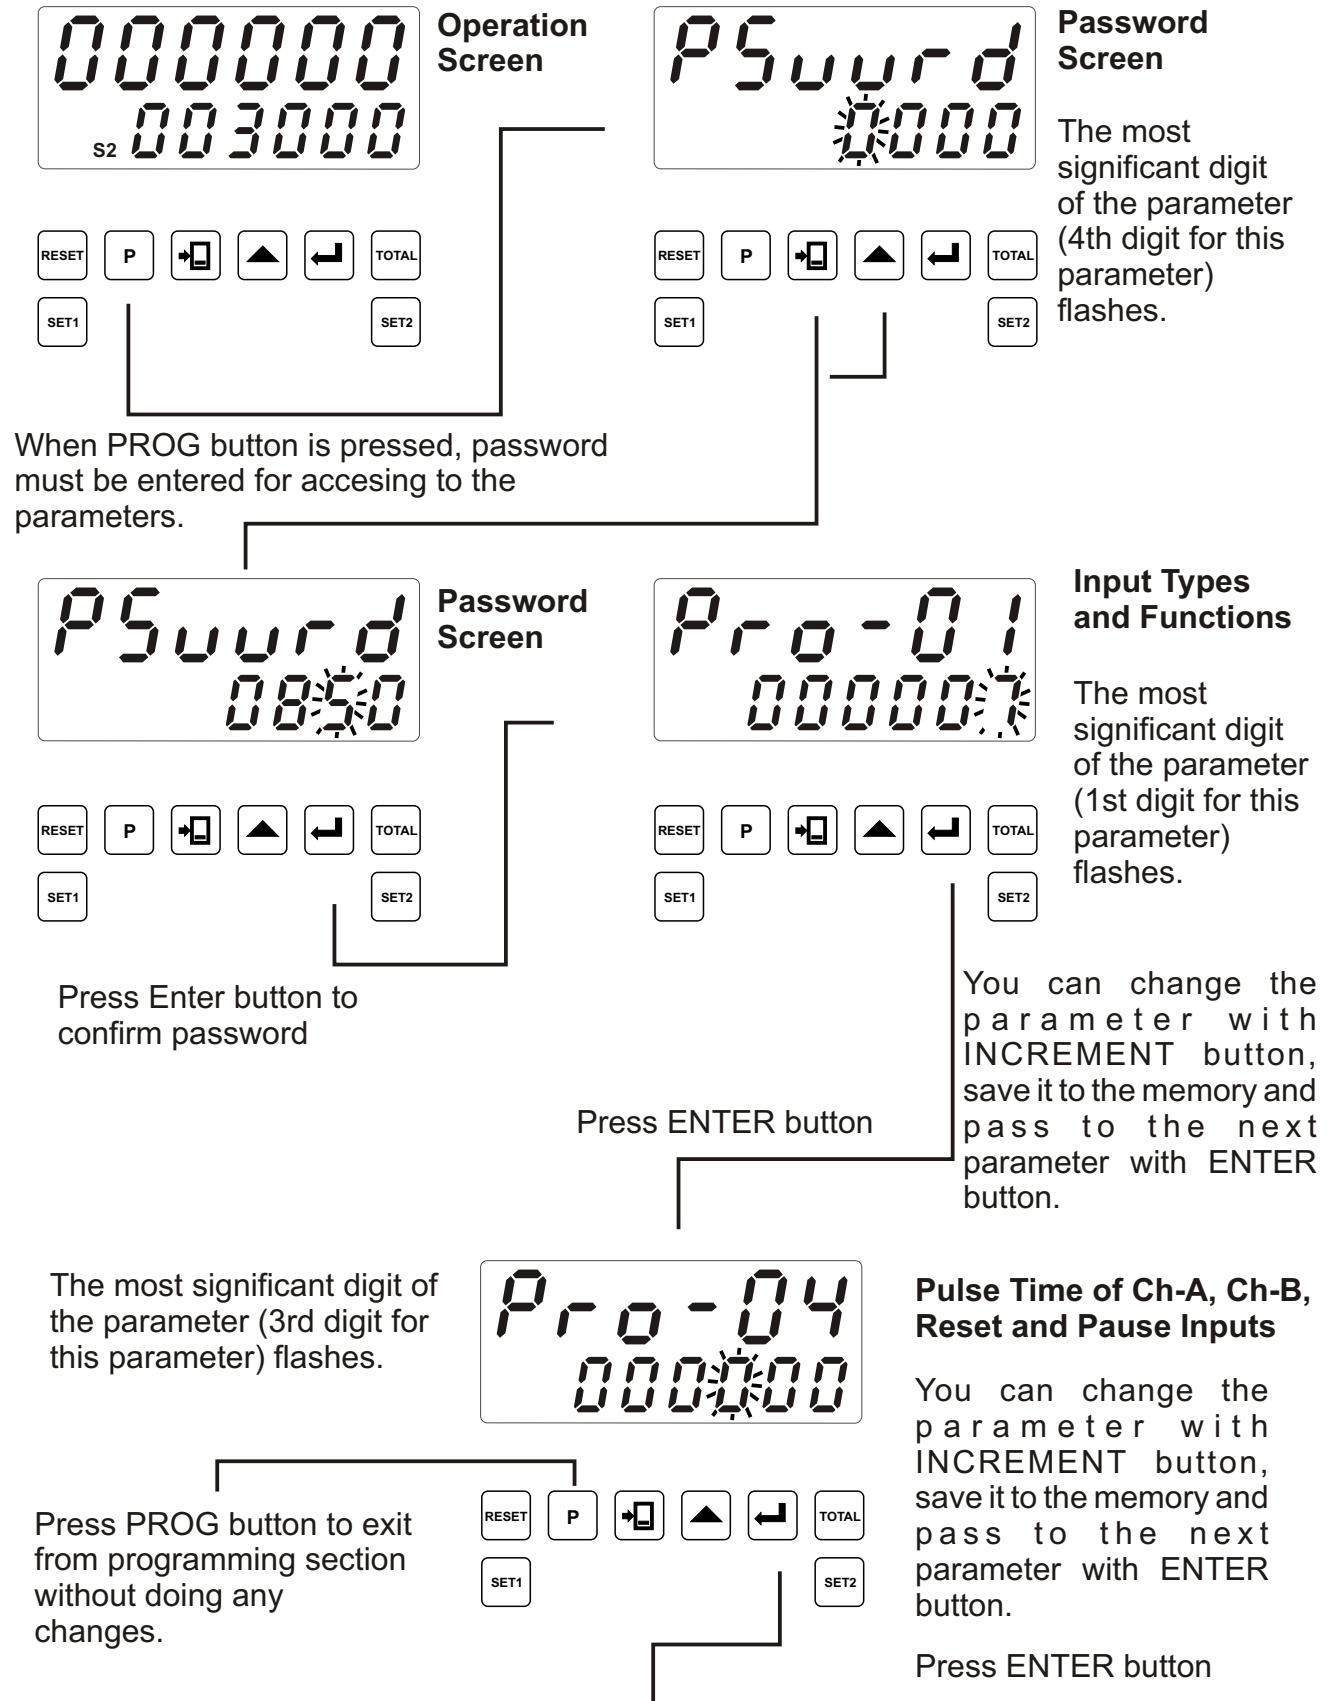 000000
S2 003000
Operation
Screen
RESET P TOTAL
SET1 SET2
PSuurd
0000
Password
Screen
The most
significant digit
of the parameter
(4th digit for this
parameter)
flashes.
RESET P TOTAL
SET1 SET2
When PROG button is pressed, password
must be entered for accesing to the
parameters.
PSuurd
0850
Password
Screen
RESET P TOTAL
SET1 SET2
Press Enter button to
confirm password
Pro-01
000007
Input Types
and Functions
The most
significant digit
of the parameter
(1st digit for this
parameter)
flashes.
RESET P TOTAL
SET1 SET2
You can change the
parameter with
INCREMENT button,
save it to the memory and
pass to the next
parameter with ENTER
button.
Press ENTER button
The most significant digit of
the parameter (3rd digit for
this parameter) flashes.
Pro-04
000000
Pulse Time of Ch-A, Ch-B,
Reset and Pause Inputs
You can change the
parameter with
INCREMENT button,
save it to the memory and
pass to the next
parameter with ENTER
button.
Press PROG button to exit
from programming section
without doing any
changes.
RESET P TOTAL
SET1 SET2
Press ENTER button